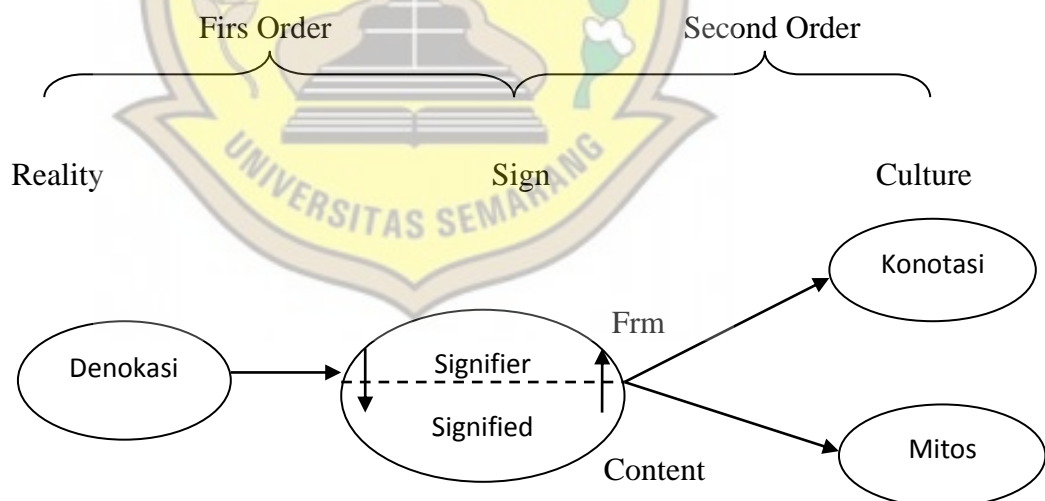 Firs Order
Second Order
UNIVERSITAS SEMARANG
Reality
Sign
Culture
Konotasi
Frm
Denokasi
Signifier
Signified
Mitos
Content